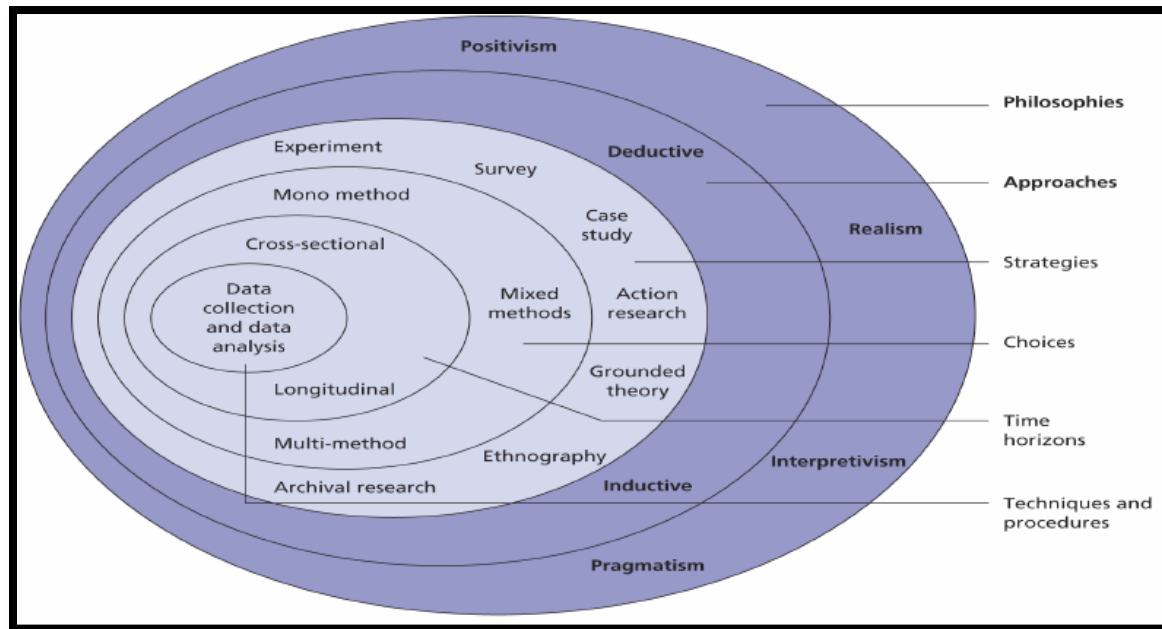 Positivism
Philosophies
Experiment
Deductive
Survey
Approaches
Mono method
Case
study
Realism
Cross-sectional
Strategies
Data
collection
and data
analysis
Mixed
methods
Action
research
Choices
Grounded
theory
Longitudinal
Time
horizons
Multi-method
Ethnography
Interpretivism
Archival research
Inductive
Techniques and
procedures
Pragmatism